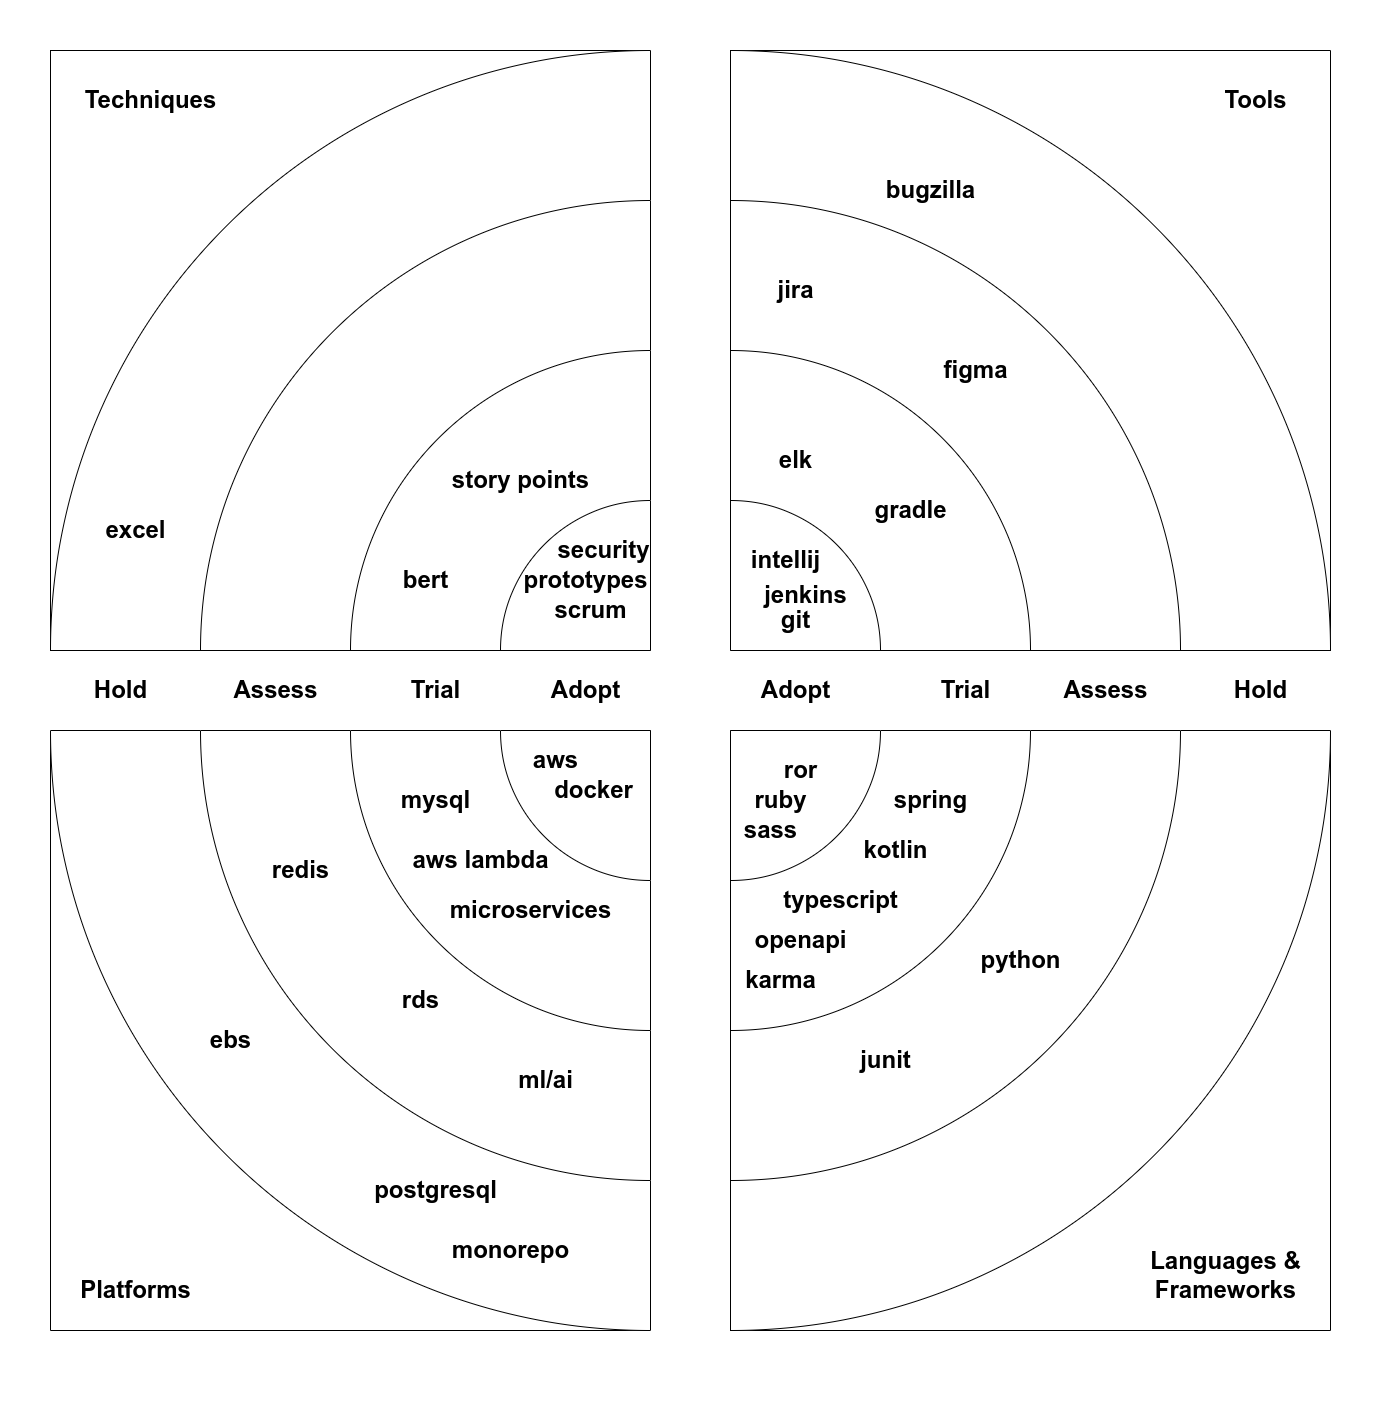 Techniques
excel
story points
bert
security
prototypes
scrum
Tools
bugzilla
jira
figma
elk
gradle
intellij
jenkins
git
Hold
Assess
Trial
Adopt
Adopt
Trial
Assess
Hold
aws
docker
mysql
aws lambda
microservices
redis
rds
ml/ai
ebs
postgresql
monorepo
Platforms
ror
ruby
sass
spring
kotlin
typescript
openapi
karma
python
junit
Languages &
Frameworks